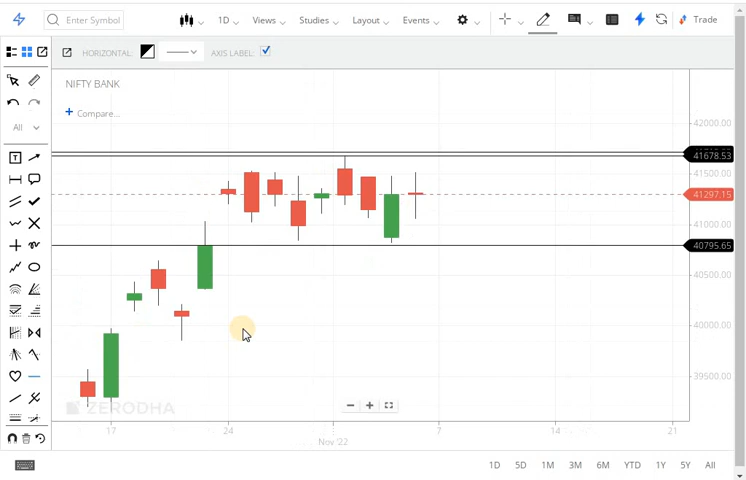 Enter Symbol
1D
Views
Studies
Layout
Events
Trade
HORIZONTAL:
AXIS LABEL:
NIFTY BANK
+ Compare...
All
T
42000.00
41678.53
41500.00
41297.15
41000.00
40795.65
40500.00
40000.00
39500.00
ZERODHA
17
24
Nov '22
7
14
21
1D
5D
1M
3M
6M
YTD
1Y
5Y
All